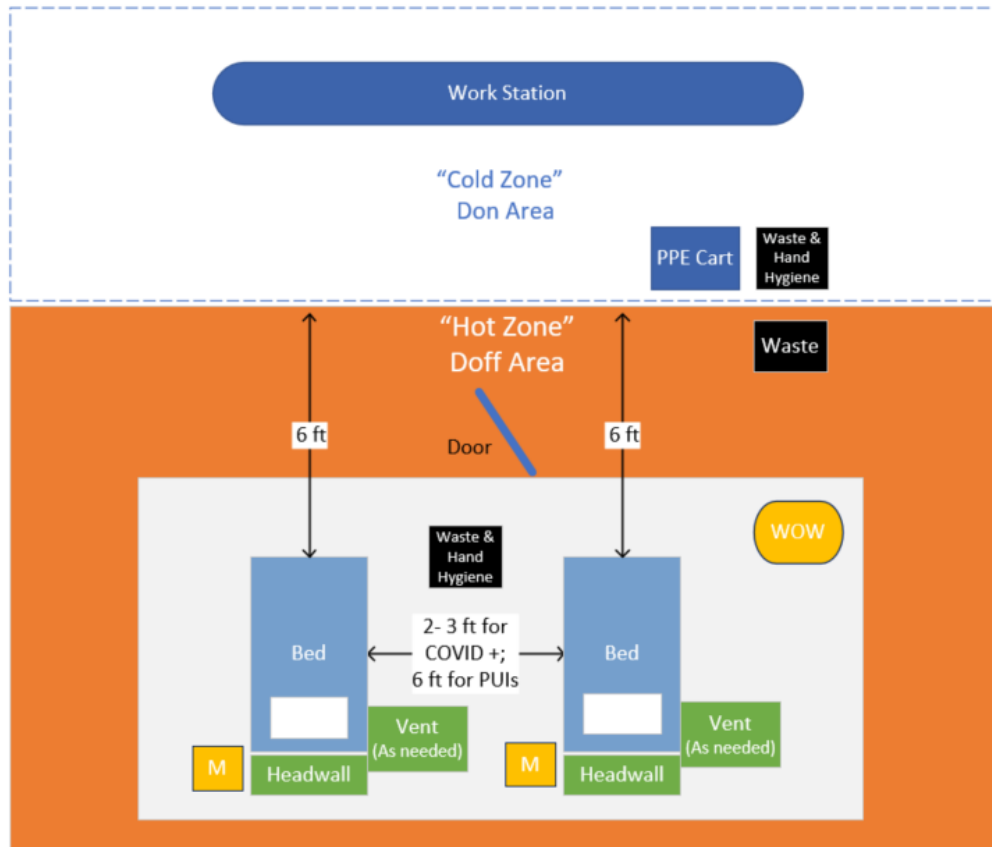 Work Station
“Cold Zone”
Don Area
PPE Cart
Waste &
Hand
Hygiene
“Hot Zone”
Doff Area
Waste
6 ft
6 ft
Door
WOW
Waste &
Hand
Hygiene
2- 3 ft for
COVID +;
6 ft for PUIs
Bed
Bed
Vent
(As needed)
Vent
(As needed)
M
Headwall
M
Headwall